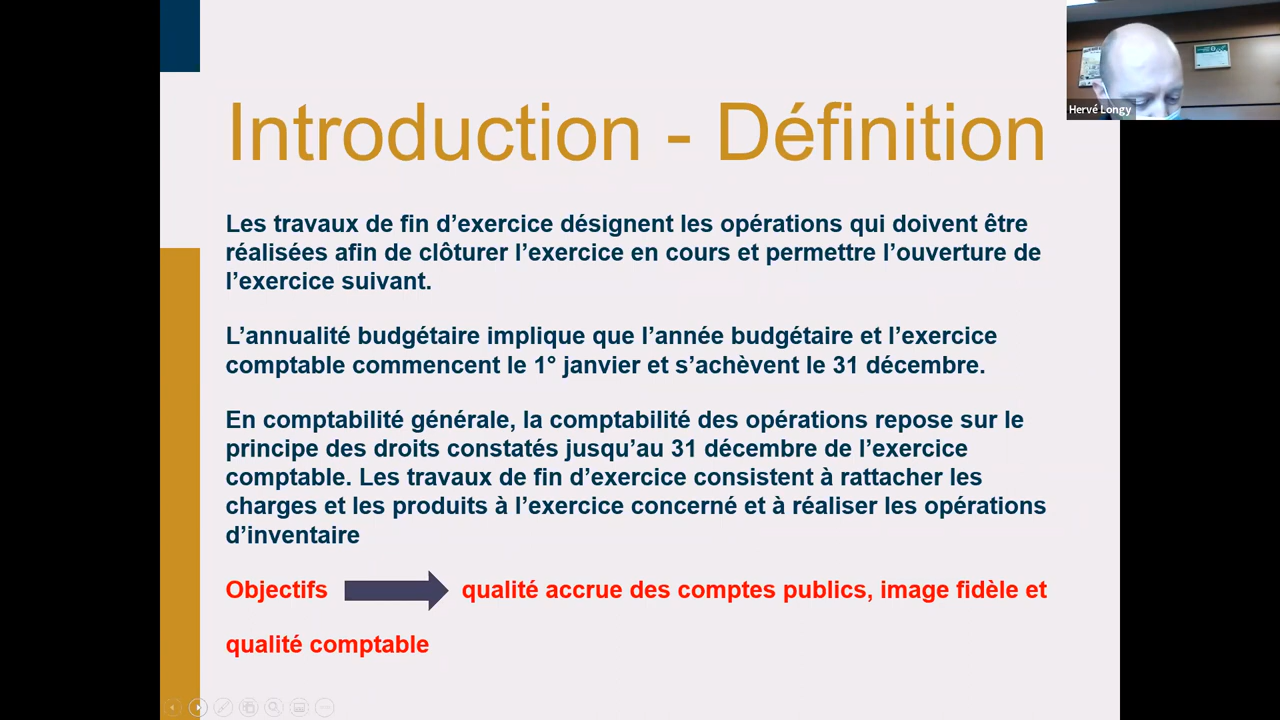 Hervé Longy
Introduction - Définition
Les travaux de fin d’exercice désignent les opérations qui doivent être
réalisées afin de clôturer l’exercice en cours et permettre l’ouverture de
l’exercice suivant.
L’annualité budgétaire implique que l’année budgétaire et l’exercice
comptable commencent le 1° janvier et s’achèvent le 31 décembre.
En comptabilité générale, la comptabilité des opérations repose sur le
principe des droits constatés jusqu’au 31 décembre de l’exercice
comptable. Les travaux de fin d’exercice consistent à rattacher les
charges et les produits à l’exercice concerné et à réaliser les opérations
d’inventaire
Objectifs qualité accrue des comptes publics, image fidèle et
qualité comptable